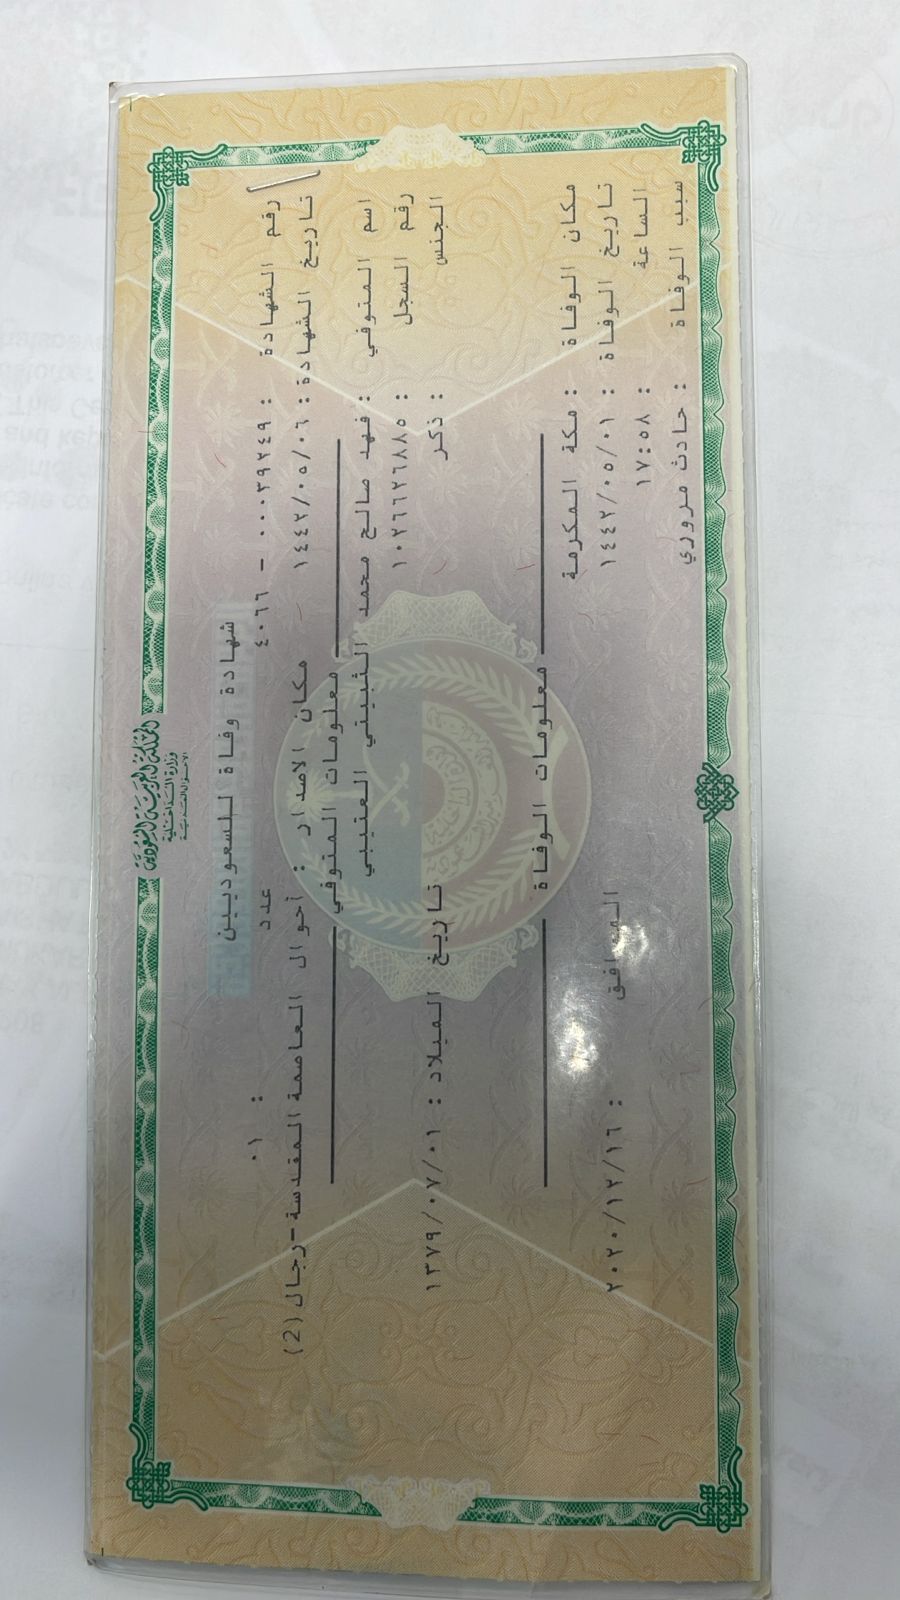 المملكة العربية السعودية
وزارة الداخلية
الأحوال المدنية
شهادة وفاة للسعوديين
رقم الشهادة : ٠٠٠٣٩٢٤٩ - ٤٠٦٦ عدد : ٠١
تاريخ الشهادة : ١٤٤٢/٠٥/٠٦ مكان الاصدار : أحوال العاصمة المقدسة-رجال(2)
معلومات المتوفي
اسم المتوفي : فهد صالح محمد الثبيتي العتيبي
رقم السجل : ١٠٢٦٦٢٦٨٨٥
الجنس : ذكر تاريخ الميلاد : ١٣٧٩/٠٧/٠١
معلومات الوفاة
مكان الوفاة : مكة المكرمة
تاريخ الوفاة : ١٤٤٢/٠٥/٠١ الموافق : ٢٠٢٠/١٢/١٦
الساعة : ١٧:٥٨
سبب الوفاة : حادث مروري